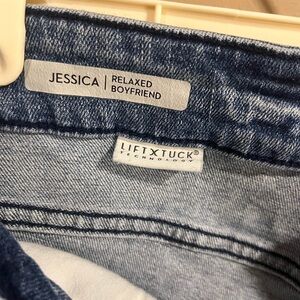 JESSICA | RELAXED
BOYFRIEND
LIFTXTUCK®
TECHNOLOGY